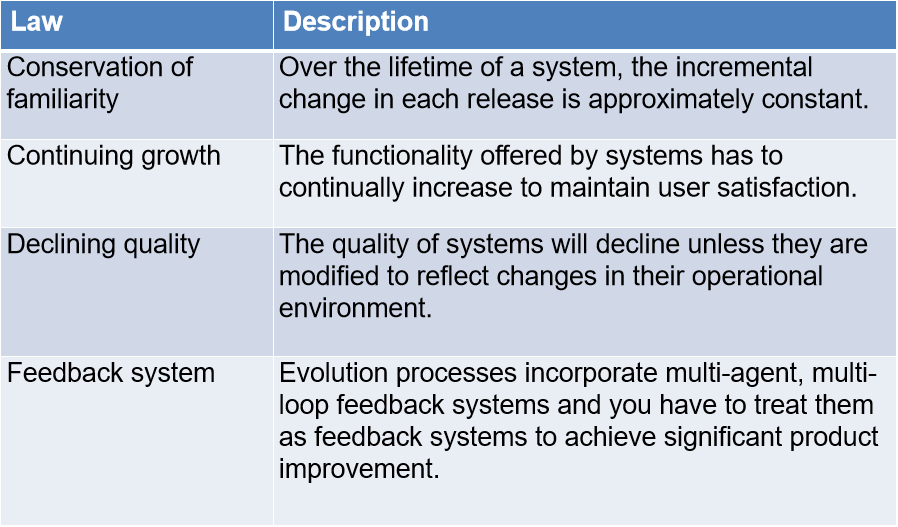 Law
Description
Conservation of
familiarity
Over the lifetime of a system, the incremental
change in each release is approximately constant.
Continuing growth
The functionality offered by systems has to
continually increase to maintain user satisfaction.
Declining quality
The quality of systems will decline unless they are
modified to reflect changes in their operational
environment.
Feedback system
Evolution processes incorporate multi-agent, multi-
loop feedback systems and you have to treat them
as feedback systems to achieve significant product
improvement.